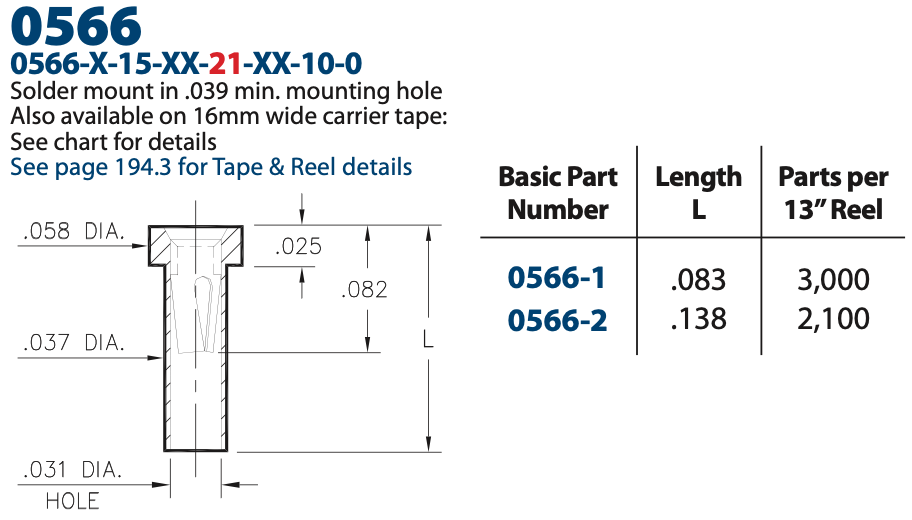 0566
0566-X-15-XX-21-XX-10-0
Solder mount in .039 min. mounting hole
Also available on 16mm wide carrier tape:
See chart for details
See page 194.3 for Tape & Reel details
.058 DIA.
.025
.082
.037 DIA.
L
.031 DIA.
HOLE
Basic Part Number Length L Parts per 13” Reel
0566-1 .083 3,000
0566-2 .138 2,100